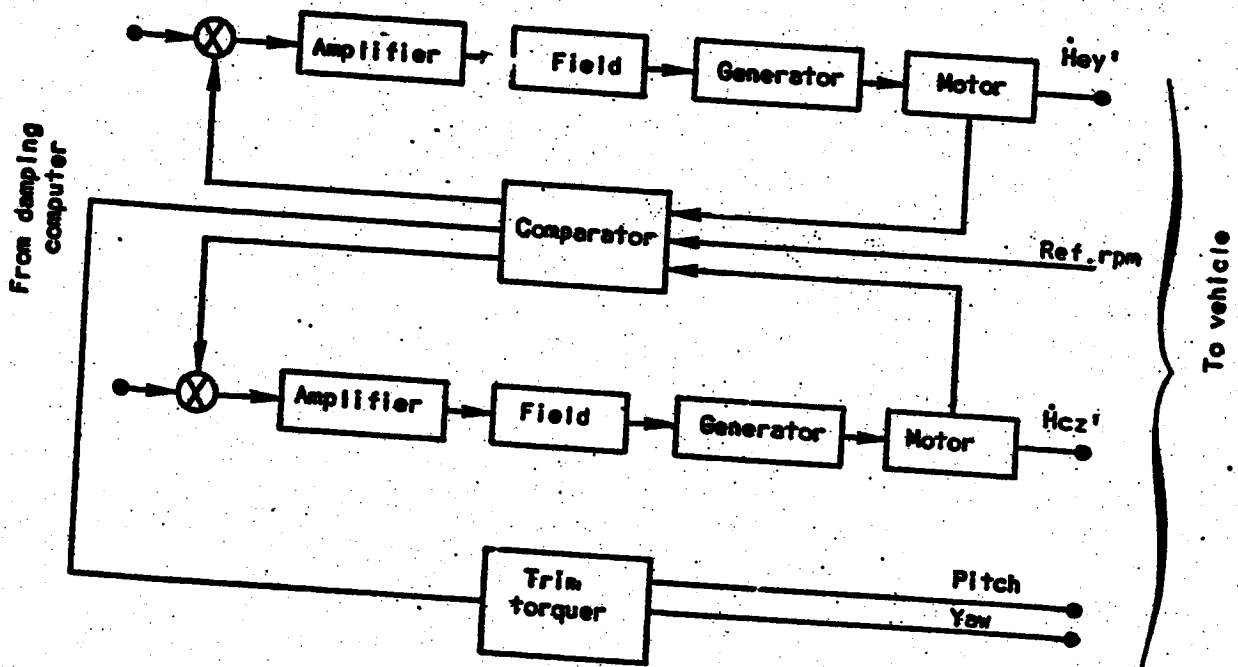 Amplifier
Field
Generator
Motor
Ḣey'
From damping
computer
Comparator
Ref.rpm
To vehicle
Amplifier
Field
Generator
Motor
Ḣcz'
Trim
torquer
Pitch
Yaw